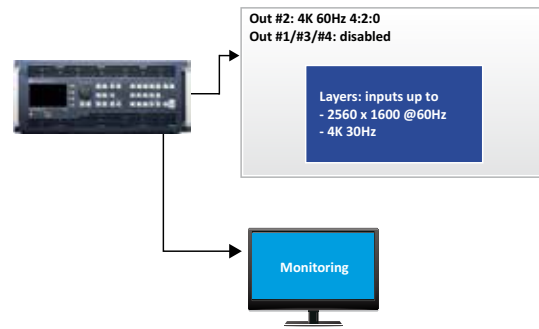 Out #2: 4K 60Hz 4:2:0
Out #1/#3/#4: disabled
Layers: inputs up to
- 2560 x 1600 @60Hz
- 4K 30Hz
Monitoring